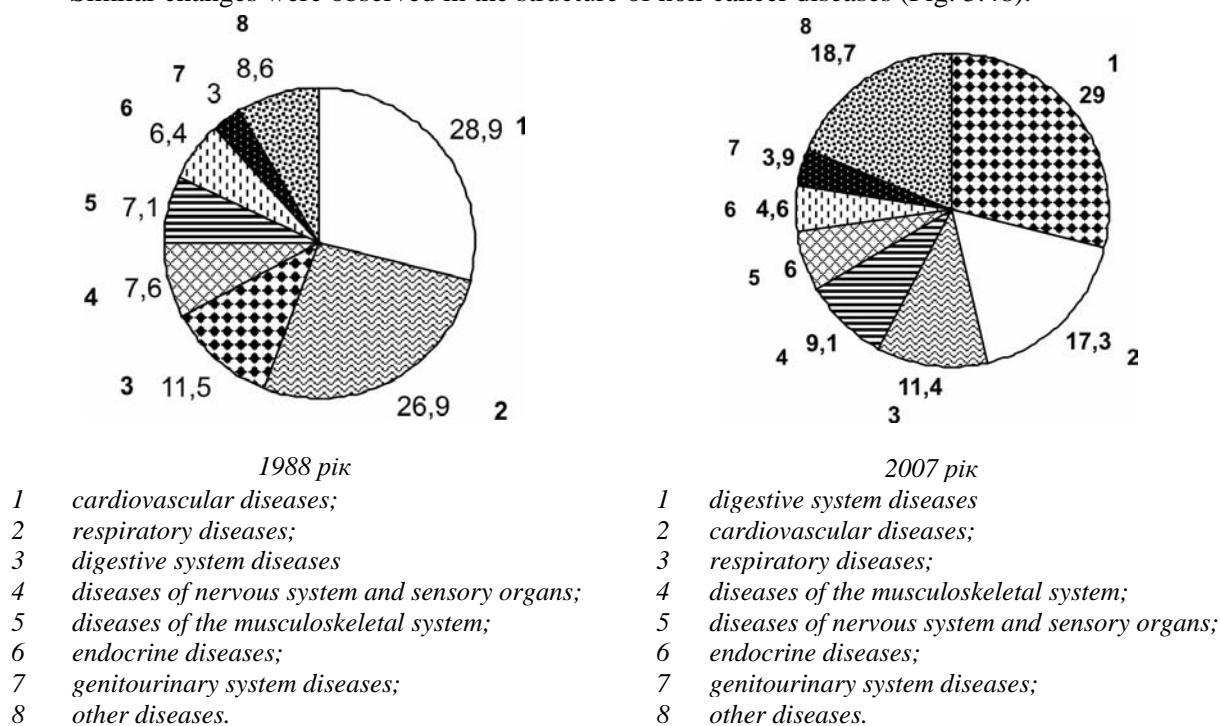 Similar changes were observed in the structure of non-cancer diseases (Fig. 3.48).
8
8,6
7
3
6
6,4
5
7,1
4
7,6
3
11,5
26,9
2
28,9
1
8
18,7
1
29
7
3,9
6
4,6
5
6
4
9,1
11,4
3
17,3
2
1988 рік
1 cardiovascular diseases;
2 respiratory diseases;
3 digestive system diseases
4 diseases of nervous system and sensory organs;
5 diseases of the musculoskeletal system;
6 endocrine diseases;
7 genitourinary system diseases;
8 other diseases.
2007 рік
1 digestive system diseases
2 cardiovascular diseases;
3 respiratory diseases;
4 diseases of the musculoskeletal system;
5 diseases of nervous system and sensory organs;
6 endocrine diseases;
7 genitourinary system diseases;
8 other diseases.